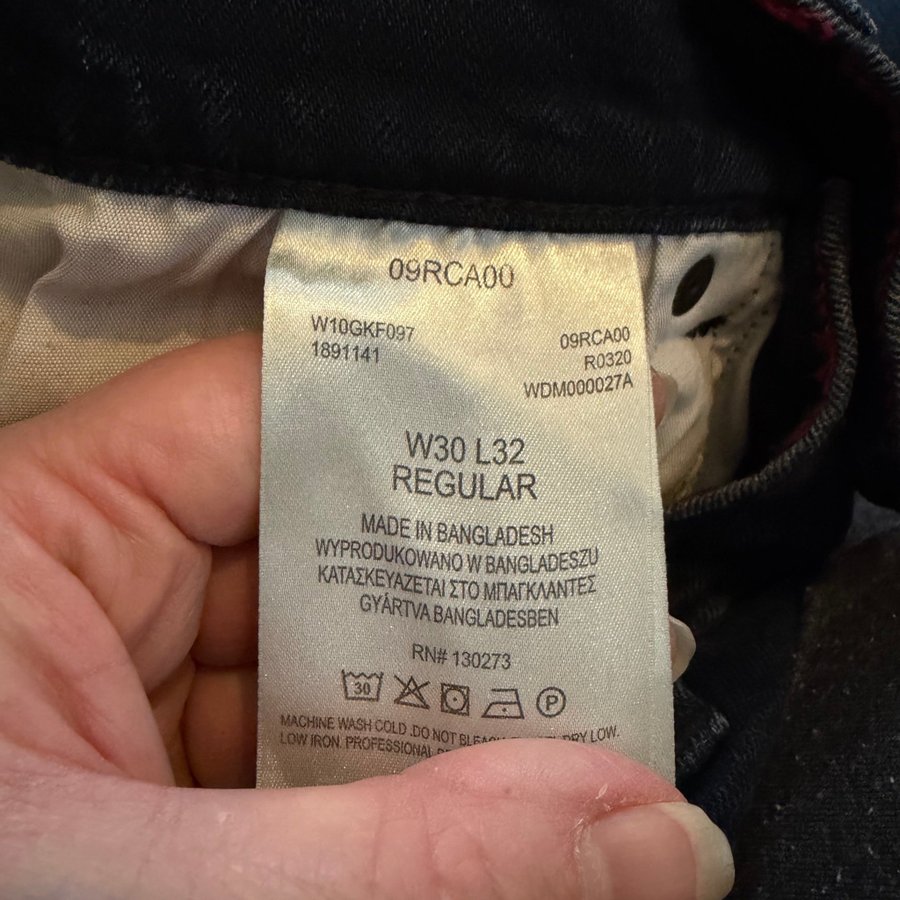 09RCA00
W10GKF097
1891141
09RCA00
R0320
WDM000027A
W30 L32
REGULAR
MADE IN BANGLADESH
WYPRODUKOWANO W BANGLADESZU
ΚΑΤΑΣΚΕΥΑΖΕΤΑΙ ΣΤΟ ΜΠΑΓΚΛΑΝΤΕΣ
GYÁRTVA BANGLADESBEN
RN# 130273
30 P
MACHINE WASH COLD .DO NOT BLEACH DRY LOW.
LOW IRON. PROFESSIONAL